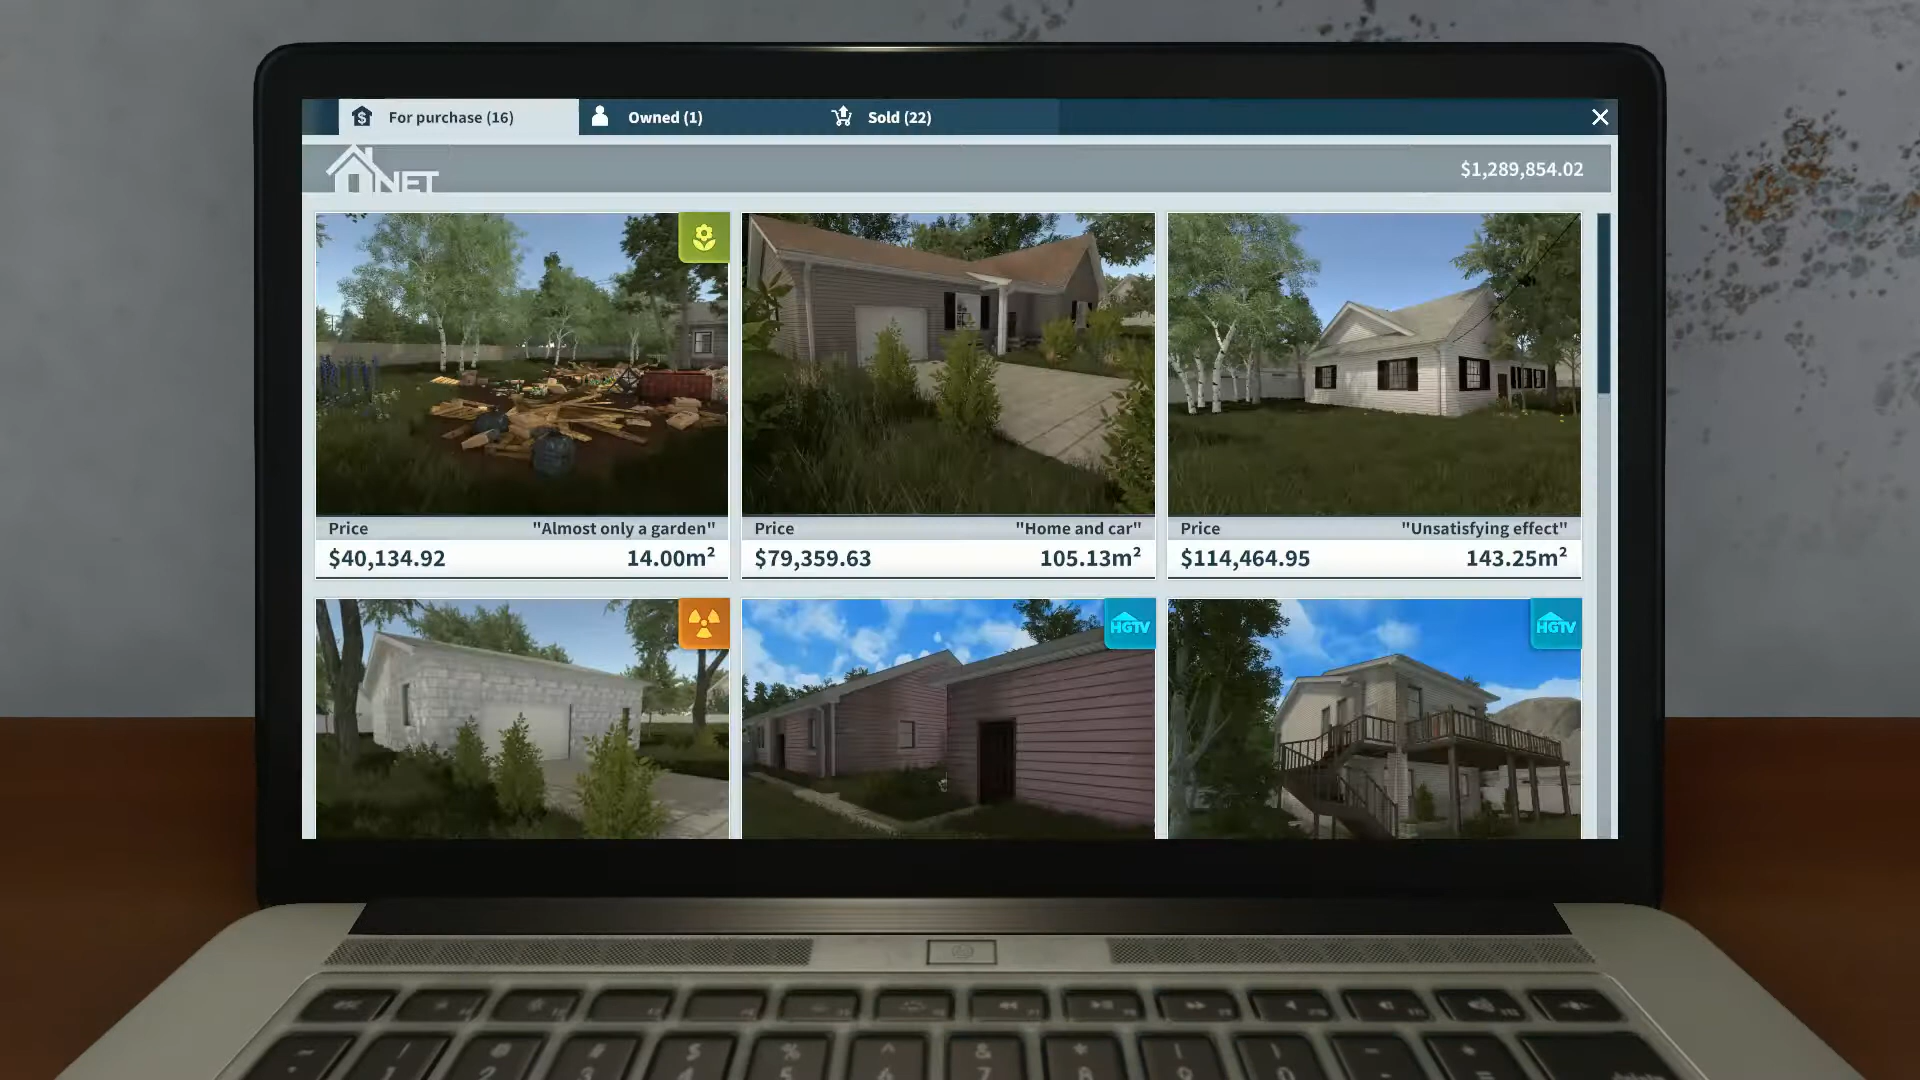 For purchase (16)
Owned (1)
Sold (22)
NET
$1,289,854.02
Price "Almost only a garden"
$40,134.92 14.00m²
Price "Home and car"
$79,359.63 105.13m²
Price "Unsatisfying effect"
$114,464.95 143.25m²
HGTV
HGTV